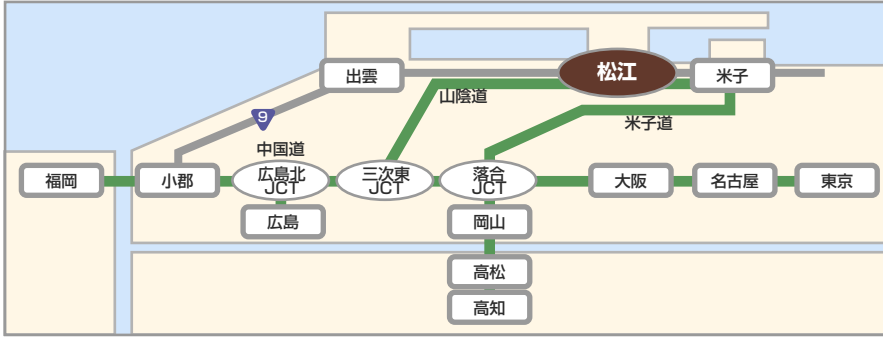 出雲
松江
米子
山陰道
9
米子道
中国道
福岡
小郡
広島北
JCT
三次東
JCT
落合
JCT
大阪
名古屋
東京
広島
岡山
高松
高知